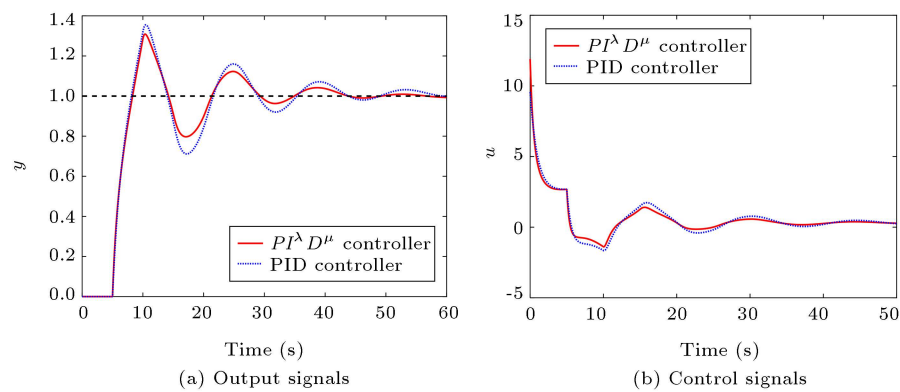 1.4
1.2
1.0
0.8
0.6
0.4
0.2
0.0
y
0 10 20 30 40 50 60
Time (s)
PI^λ D^μ controller
PID controller
(a) Output signals
15
10
5
0
-5
u
0 10 20 30 40 50
Time (s)
PI^λ D^μ controller
PID controller
(b) Control signals